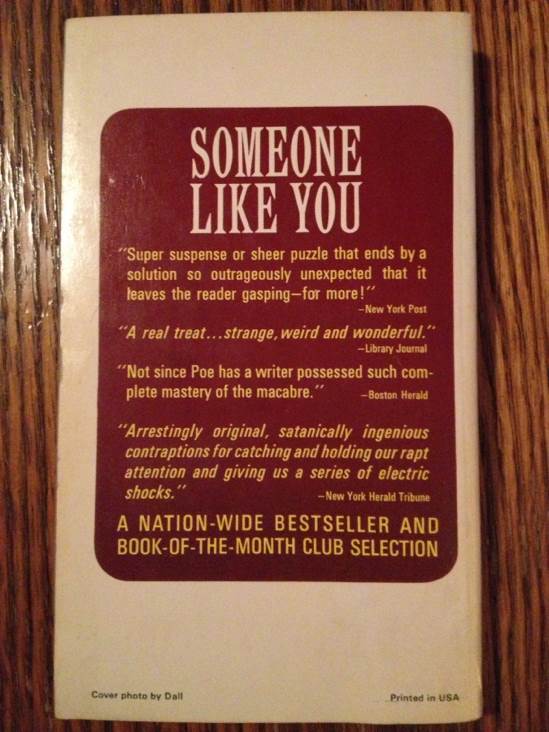 SOMEONE
LIKE YOU
"Super suspense or sheer puzzle that ends by a
solution so outrageously unexpected that it
leaves the reader gasping—for more!"
—New York Post
"A real treat...strange, weird and wonderful."
—Library Journal
"Not since Poe has a writer possessed such com-
plete mastery of the macabre."
—Boston Herald
"Arrestingly original, satanically ingenious
contraptions for catching and holding our rapt
attention and giving us a series of electric
shocks."
—New York Herald Tribune
A NATION-WIDE BESTSELLER AND
BOOK-OF-THE-MONTH CLUB SELECTION
Cover photo by Dall
Printed in USA